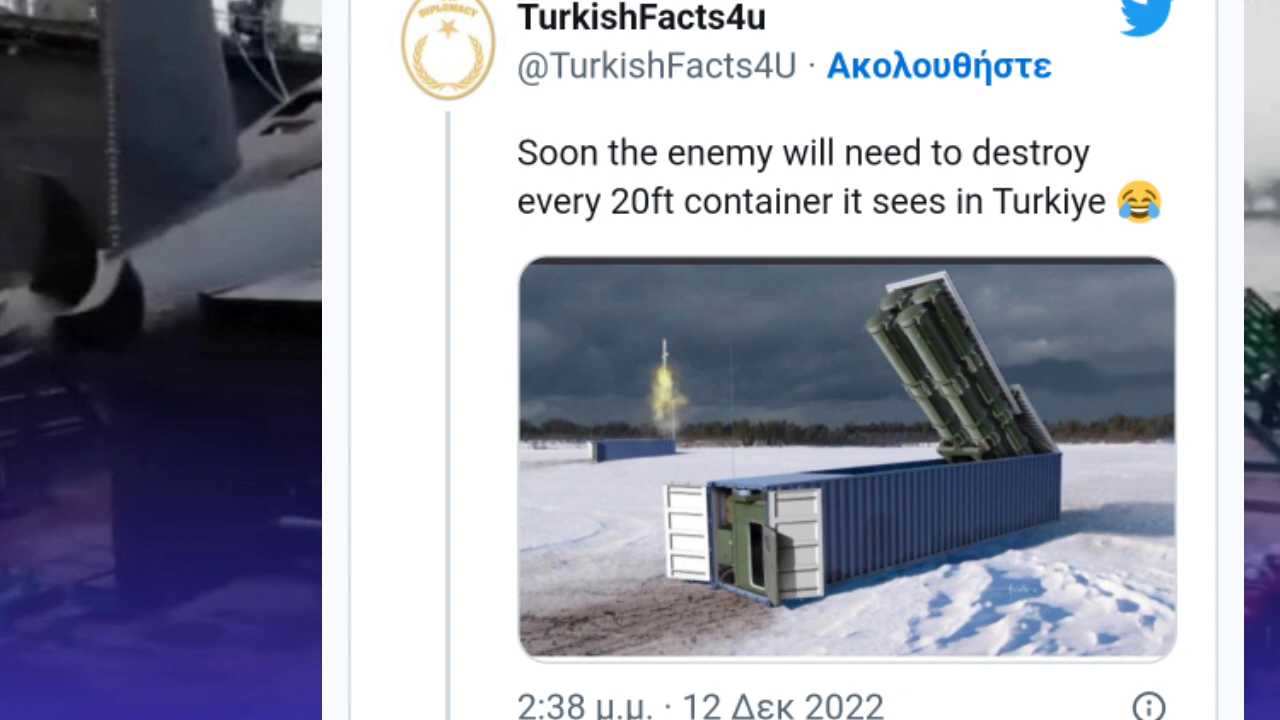 DIPLOMACY
TurkishFacts4u
@TurkishFacts4U · Ακολουθήστε
Soon the enemy will need to destroy
every 20ft container it sees in Turkiye 😂
2:38 μ.μ. · 12 Δεκ 2022